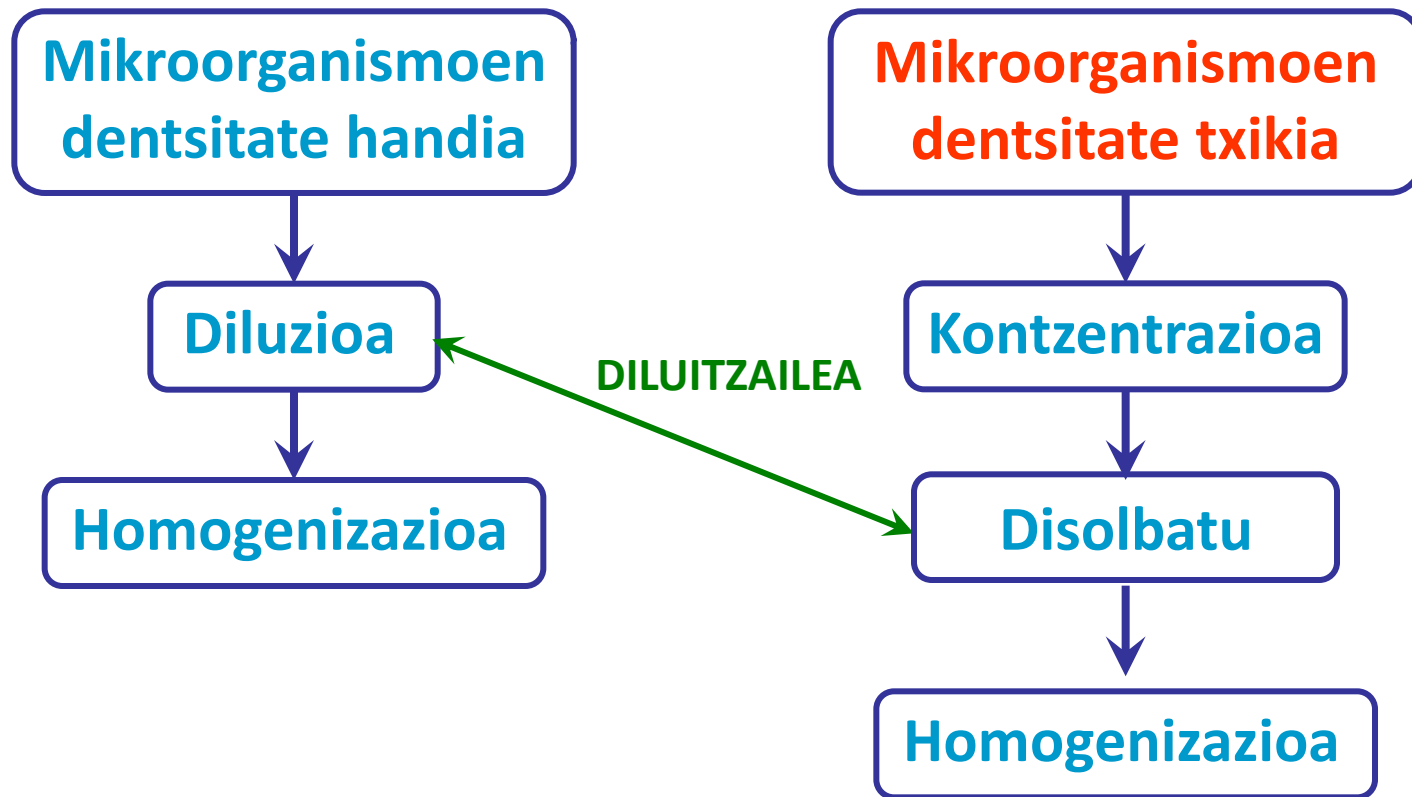 Mikroorganismoen
dentsitate handia
Diluzioa
Homogenizazioa
DILUITZAILEA
Mikroorganismoen
dentsitate txikia
Kontzentrazioa
Disolbatu
Homogenizazioa